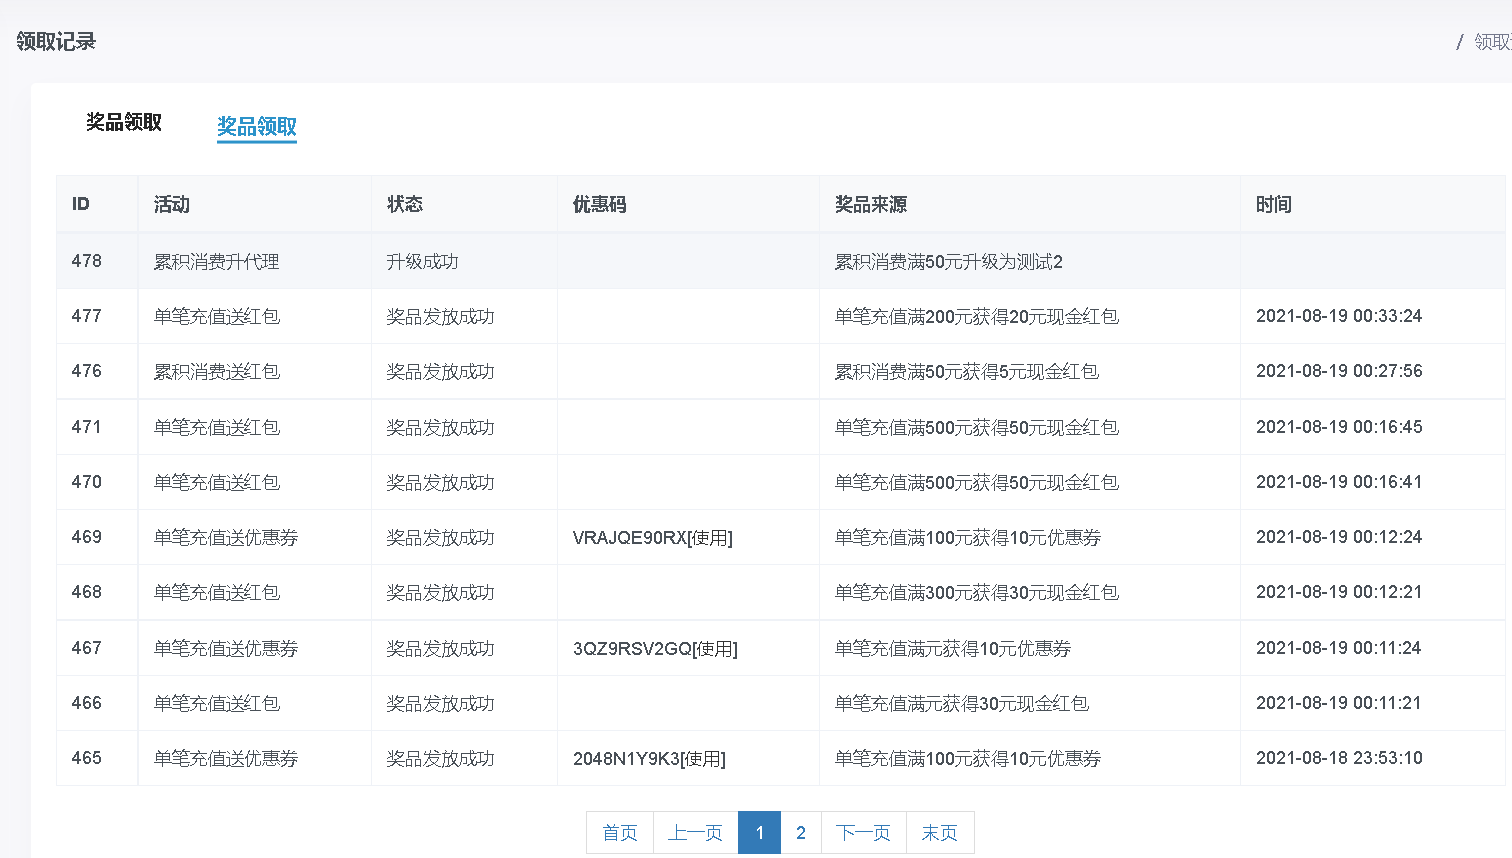 领取记录
/ 领取
奖品领取 奖品领取
ID 活动 状态 优惠码 奖品来源 时间
478 累积消费升代理 升级成功 累积消费满50元升级为测试2
477 单笔充值送红包 奖品发放成功 单笔充值满200元获得20元现金红包 2021-08-19 00:33:24
476 累积消费送红包 奖品发放成功 累积消费满50元获得5元现金红包 2021-08-19 00:27:56
471 单笔充值送红包 奖品发放成功 单笔充值满500元获得50元现金红包 2021-08-19 00:16:45
470 单笔充值送红包 奖品发放成功 单笔充值满500元获得50元现金红包 2021-08-19 00:16:41
469 单笔充值送优惠券 奖品发放成功 VRAJQE90RX[使用] 单笔充值满100元获得10元优惠券 2021-08-19 00:12:24
468 单笔充值送红包 奖品发放成功 单笔充值满300元获得30元现金红包 2021-08-19 00:12:21
467 单笔充值送优惠券 奖品发放成功 3QZ9RSV2GQ[使用] 单笔充值满元获得10元优惠券 2021-08-19 00:11:24
466 单笔充值送红包 奖品发放成功 单笔充值满元获得30元现金红包 2021-08-19 00:11:21
465 单笔充值送优惠券 奖品发放成功 2048N1Y9K3[使用] 单笔充值满100元获得10元优惠券 2021-08-18 23:53:10
首页 上一页 1 2 下一页 末页